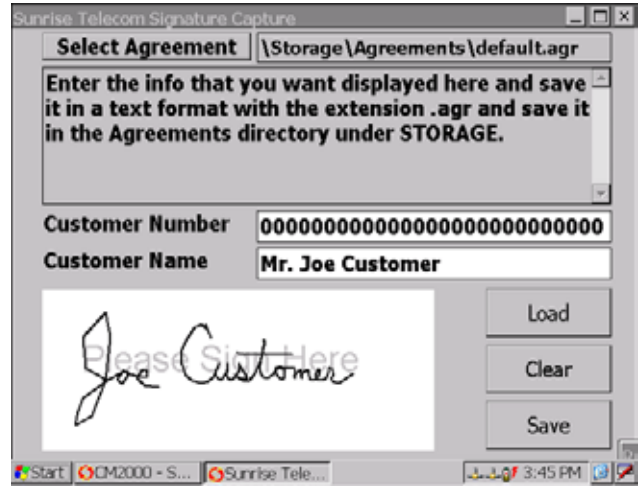 Sunrise Telecom Signature Capture
Select Agreement \Storage\Agreements\default.agr
Enter the info that you want displayed here and save
it in a text format with the extension .agr and save it
in the Agreements directory under STORAGE.
Customer Number 000000000000000000000000000
Customer Name Mr. Joe Customer
Please Sign Here
Joe Customer
Load
Clear
Save
Start CM2000 - S... Sunrise Tele... 3:45 PM